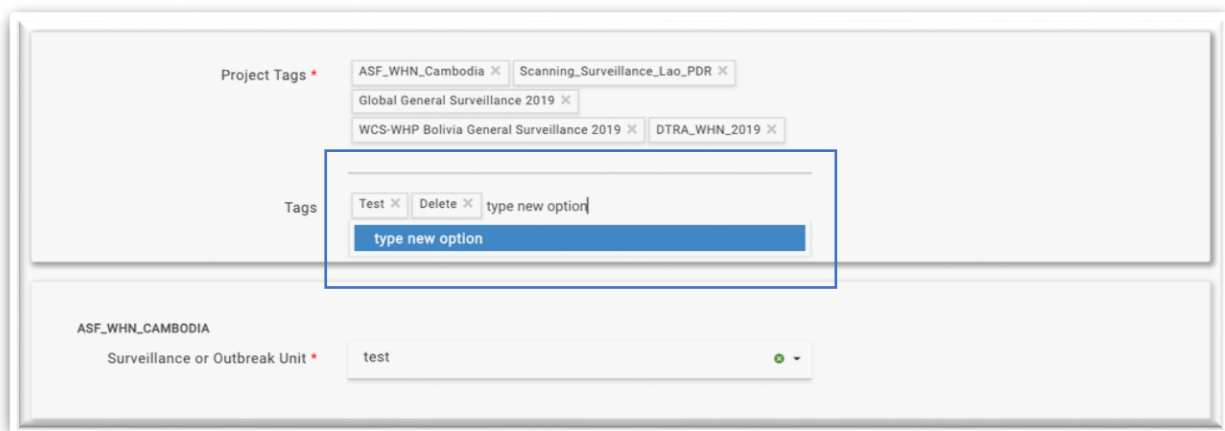 Project Tags * ASF_WHN_Cambodia × Scanning_Surveillance_Lao_PDR ×
Global General Surveillance 2019 ×
WCS-WHP Bolivia General Surveillance 2019 × DTRA_WHN_2019 ×
Tags Test × Delete × type new option
type new option
ASF_WHN_CAMBODIA
Surveillance or Outbreak Unit * test